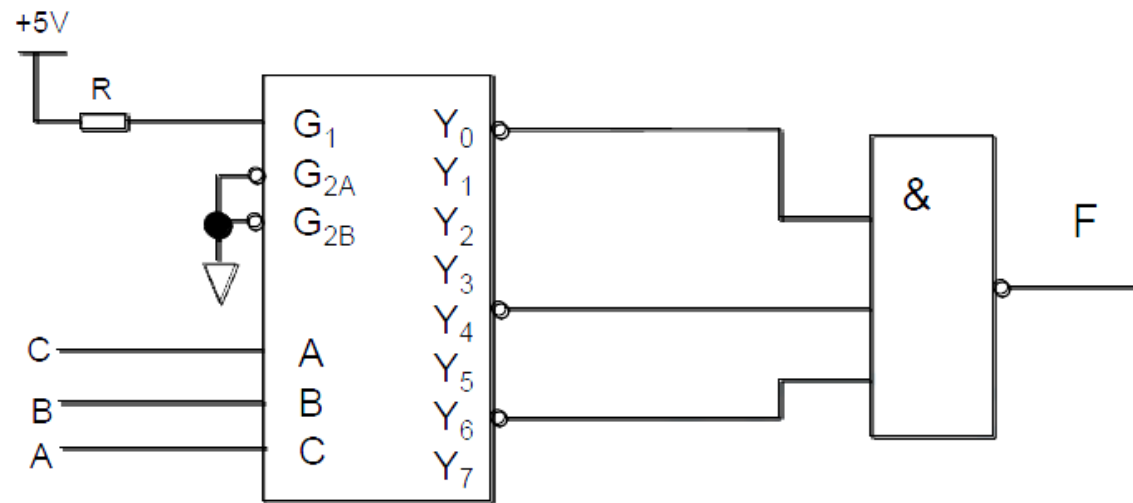 +5V
R
G₁
G₂A
G₂B
A
B
C
Y₀
Y₁
Y₂
Y₃
Y₄
Y₅
Y₆
Y₇
C
B
A
&
F